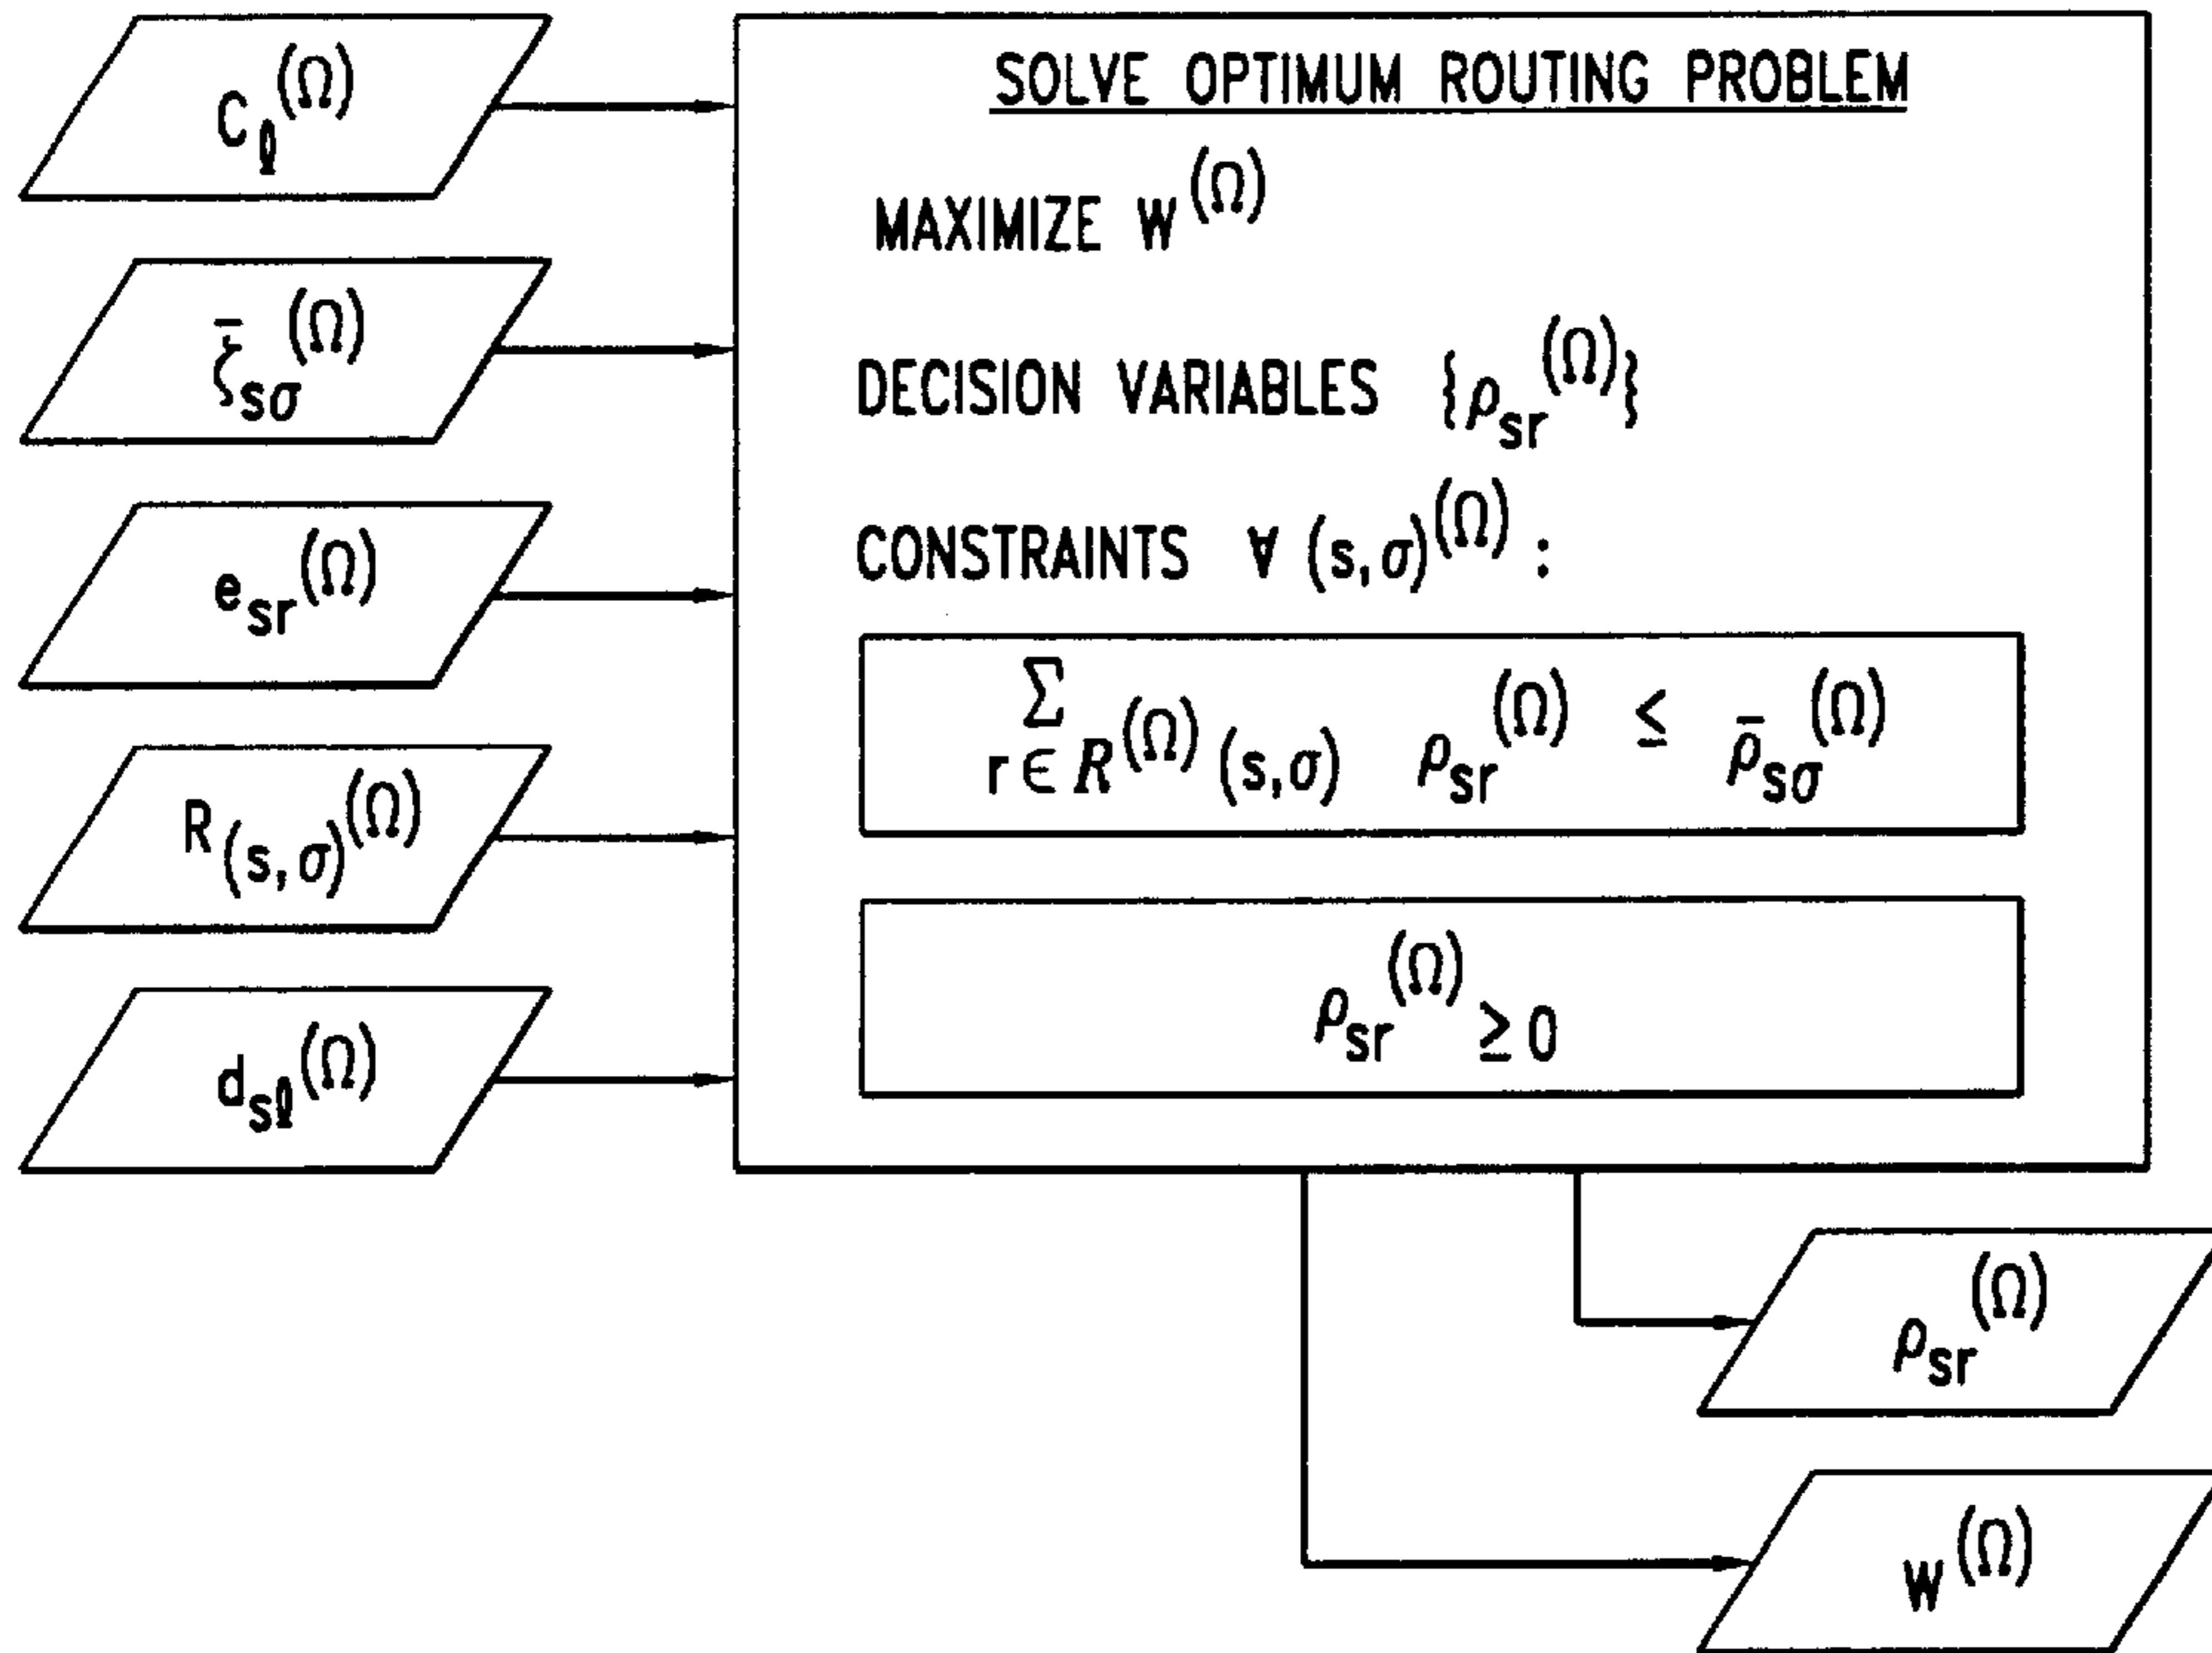 C_ℓ^(Ω)
ζ̄_sσ^(Ω)
e_sr^(Ω)
R_(s,σ)^(Ω)
d_sℓ^(Ω)
SOLVE OPTIMUM ROUTING PROBLEM
MAXIMIZE W^(Ω)
DECISION VARIABLES {ρ_sr^(Ω)}
CONSTRAINTS ∀ (s,σ)^(Ω) :
Σ_{r∈R^(Ω)(s,σ)} ρ_sr^(Ω) ≤ ρ̄_sσ^(Ω)
ρ_sr^(Ω) ≥ 0
ρ_sr^(Ω)
W^(Ω)